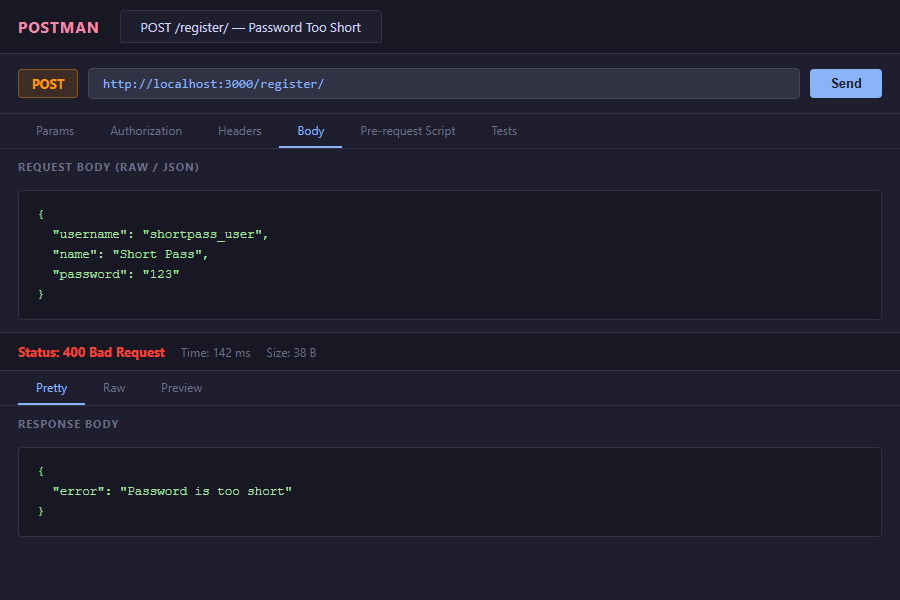 POSTMAN
POST /register/ — Password Too Short
POST
http://localhost:3000/register/
Send
Params Authorization Headers Body Pre-request Script Tests
REQUEST BODY (RAW / JSON)
{
"username": "shortpass_user",
"name": "Short Pass",
"password": "123"
}
Status: 400 Bad Request Time: 142 ms Size: 38 B
Pretty Raw Preview
RESPONSE BODY
{
"error": "Password is too short"
}